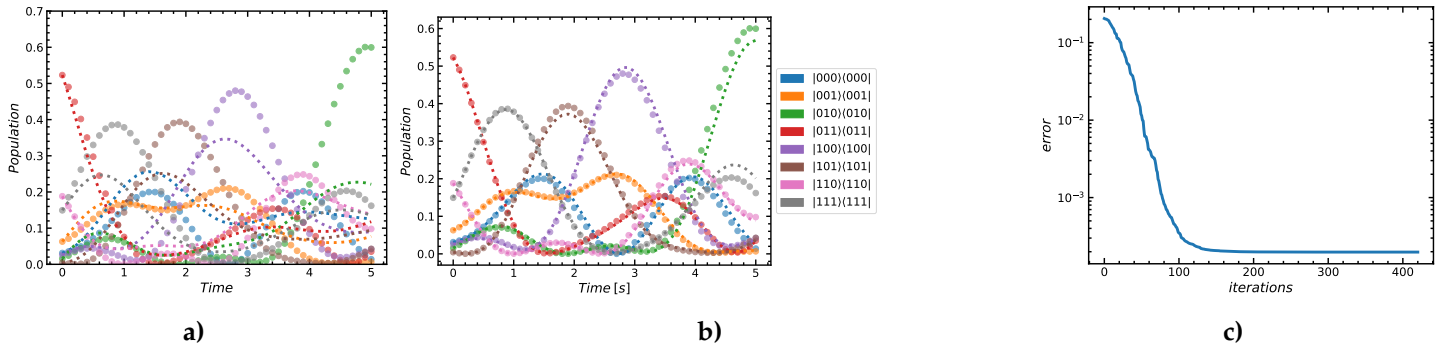 0.7
0.6
0.5
0.4
0.3
0.2
0.1
0.0
Population
0 1 2 3 4 5
Time
a)
0.6
0.5
0.4
0.3
0.2
0.1
0.0
Population
0 1 2 3 4 5
Time [s]
b)
|000⟩⟨000|
|001⟩⟨001|
|010⟩⟨010|
|011⟩⟨011|
|100⟩⟨100|
|101⟩⟨101|
|110⟩⟨110|
|111⟩⟨111|
10⁻¹
10⁻²
10⁻³
error
0 100 200 300 400
iterations
c)